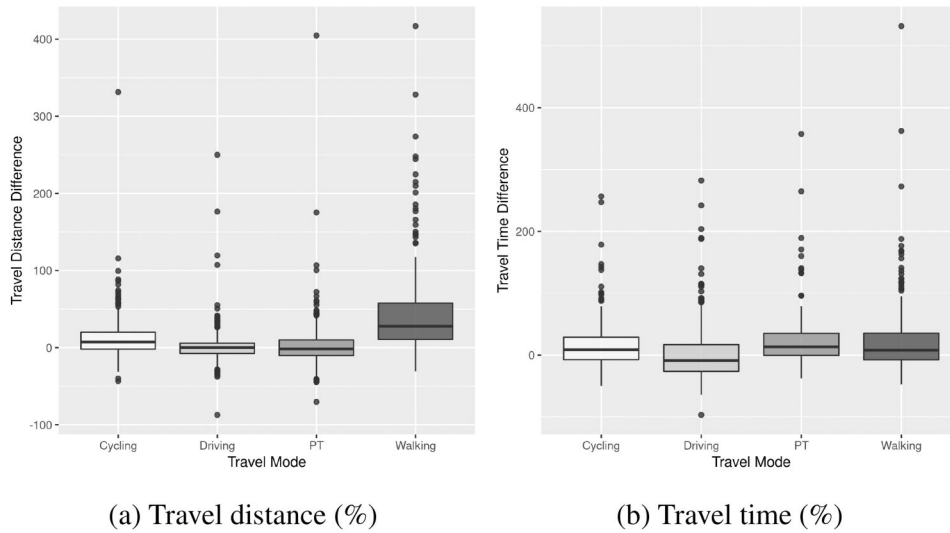 Travel Distance Difference
400
300
200
100
0
-100
Cycling Driving PT Walking
Travel Mode
(a) Travel distance (%)
Travel Time Difference
400
200
0
Cycling Driving PT Walking
Travel Mode
(b) Travel time (%)